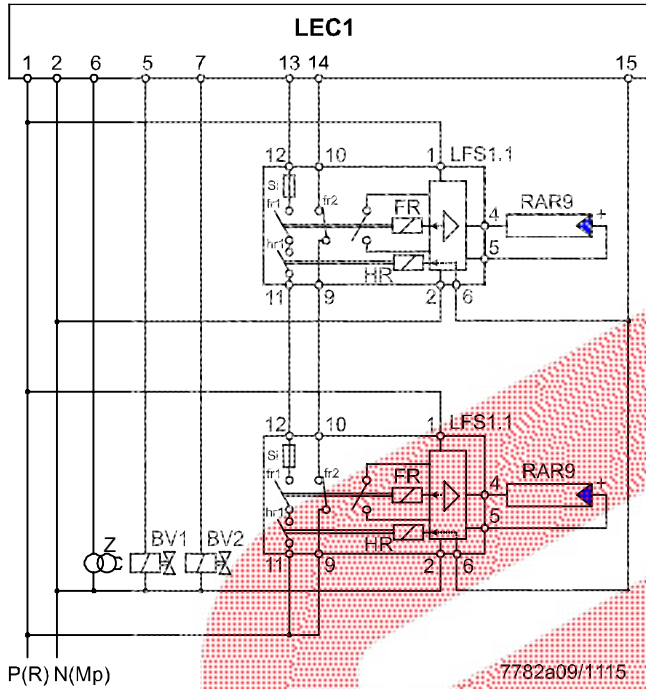 LEC1
1 2 6 5 7 13 14 15
12 10 1 LFS1.1
Si
fr1 fr2 FR 4 RAR9 +
hr1 5
HR
11 9 2 6
12 10 1 LFS1.1
Si
fr1 fr2 FR 4 RAR9 +
hr1 5
Z BV1 BV2 HR
11 9 2 6
P(R) N(Mp) 7782a09/1115